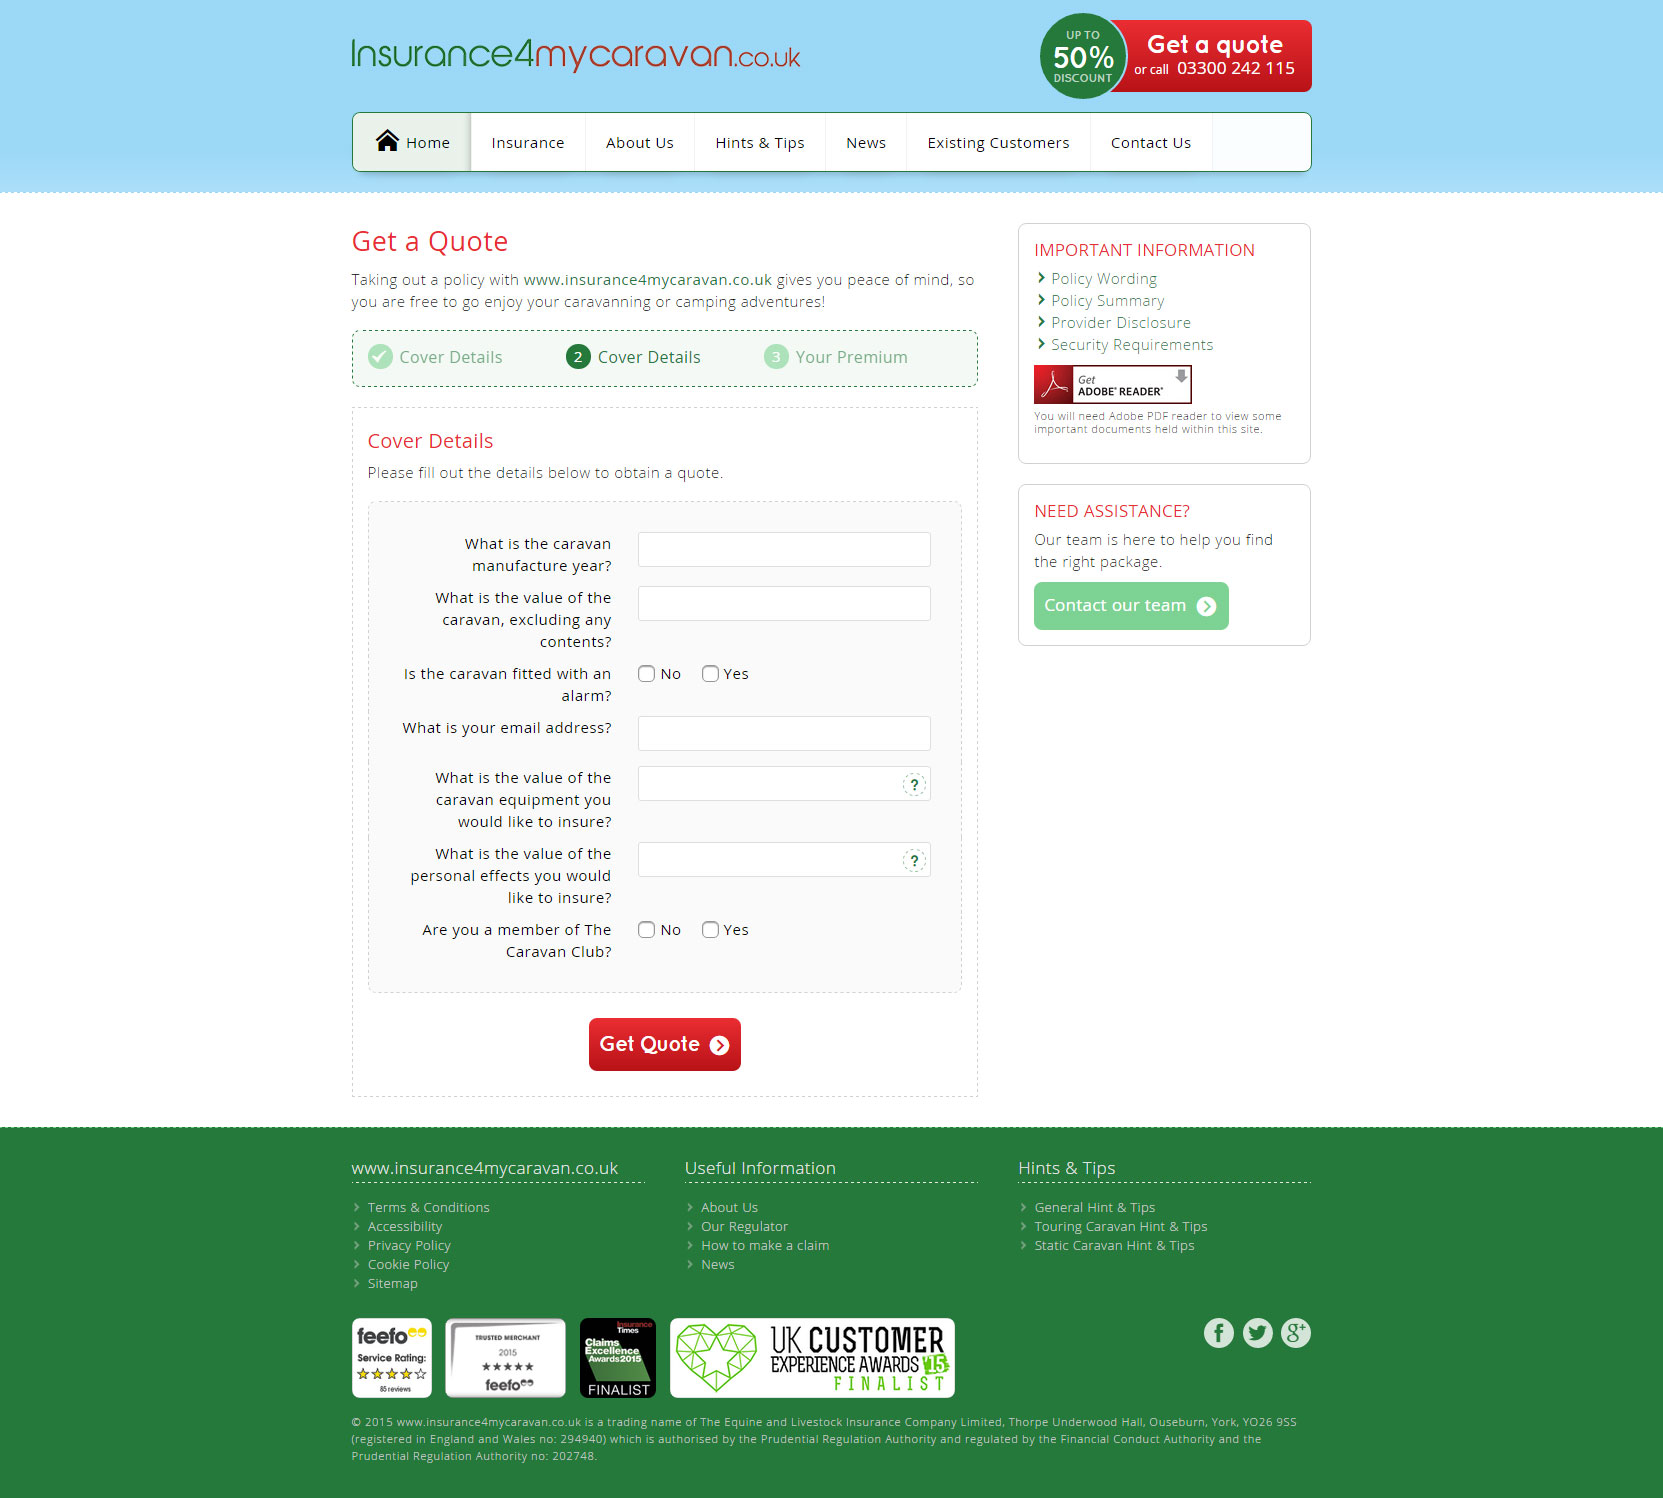 Insurance4mycaravan.co.uk
UP TO
50%
DISCOUNT
Get a quote
or call 03300 242 115
Home
Insurance
About Us
Hints & Tips
News
Existing Customers
Contact Us
Get a Quote
Taking out a policy with www.insurance4mycaravan.co.uk gives you peace of mind, so
you are free to go enjoy your caravanning or camping adventures!
Cover Details
2 Cover Details
3 Your Premium
Cover Details
Please fill out the details below to obtain a quote.
What is the caravan
manufacture year?
What is the value of the
caravan, excluding any
contents?
Is the caravan fitted with an
alarm?
No Yes
What is your email address?
What is the value of the
caravan equipment you
would like to insure?
?
What is the value of the
personal effects you would
like to insure?
?
Are you a member of The
Caravan Club?
No Yes
Get Quote
IMPORTANT INFORMATION
Policy Wording
Policy Summary
Provider Disclosure
Security Requirements
Get
ADOBE® READER®
You will need Adobe PDF reader to view some
important documents held within this site.
NEED ASSISTANCE?
Our team is here to help you find
the right package.
Contact our team
www.insurance4mycaravan.co.uk
Terms & Conditions
Accessibility
Privacy Policy
Cookie Policy
Sitemap
Useful Information
About Us
Our Regulator
How to make a claim
News
Hints & Tips
General Hint & Tips
Touring Caravan Hint & Tips
Static Caravan Hint & Tips
feefo
Service Rating:
85 reviews
TRUSTED MERCHANT
2015
feefo
Insurance
Times
Claims
Excellence
Awards2015
FINALIST
UK CUSTOMER
EXPERIENCE AWARDS '15
FINALIST
f
g+
© 2015 www.insurance4mycaravan.co.uk is a trading name of The Equine and Livestock Insurance Company Limited, Thorpe Underwood Hall, Ouseburn, York, YO26 9SS
(registered in England and Wales no: 294940) which is authorised by the Prudential Regulation Authority and regulated by the Financial Conduct Authority and the
Prudential Regulation Authority no: 202748.